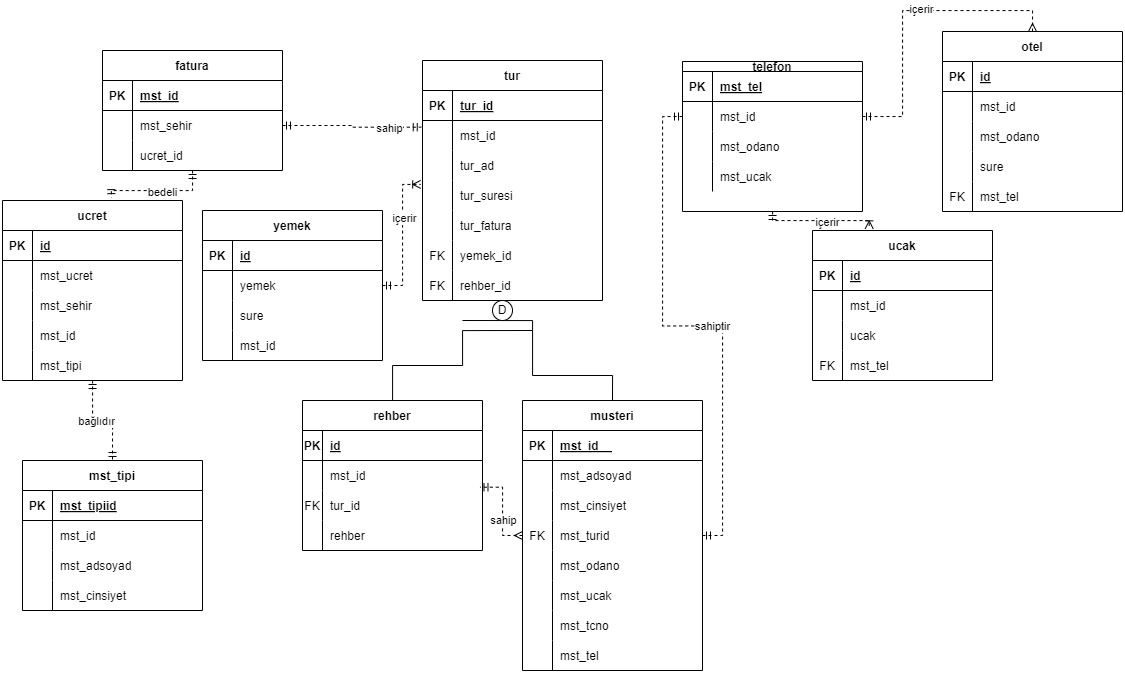 içerir
otel
PK id
mst_id
mst_odano
sure
FK mst_tel
fatura
PK mst_id
mst_sehir
ucret_id
sahip
tur
PK tur_id
mst_id
tur_ad
tur_suresi
tur_fatura
FK yemek_id
FK rehber_id
telefon
PK mst_tel
mst_id
mst_odano
mst_ucak
bedeli
ucret
PK id
mst_ucret
mst_sehir
mst_id
mst_tipi
yemek
PK id
yemek
sure
mst_id
içerir
içerir
ucak
PK id
mst_id
ucak
FK mst_tel
D
sahiptir
bağlıdır
rehber
PK id
mst_id
FK tur_id
rehber
sahip
musteri
PK mst_id__
mst_adsoyad
mst_cinsiyet
FK mst_turid
mst_odano
mst_ucak
mst_tcno
mst_tel
mst_tipi
PK mst_tipiid
mst_id
mst_adsoyad
mst_cinsiyet